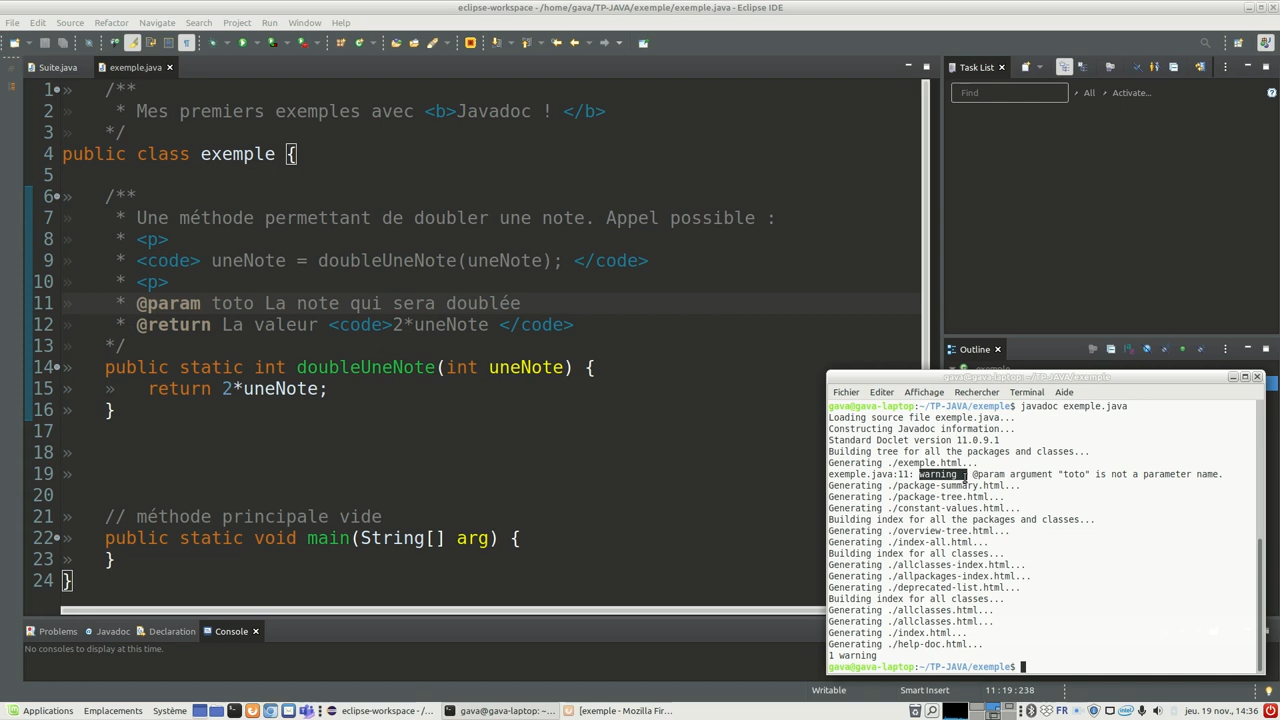 eclipse-workspace - /home/gava/TP-JAVA/exemple/exemple.java - Eclipse IDE
File Edit Source Refactor Navigate Search Project Run Window Help
Suite.java exemple.java
Task List
Find All Activate...
1 /**
2 * Mes premiers exemples avec <b>Javadoc ! </b>
3 */
4 public class exemple {
5
6 /**
7 * Une méthode permettant de doubler une note. Appel possible :
8 * <p>
9 * <code> uneNote = doubleUneNote(uneNote); </code>
10 * <p>
11 * @param toto La note qui sera doublée
12 * @return La valeur <code>2*uneNote </code>
13 */
14 public static int doubleUneNote(int uneNote) {
15 return 2*uneNote;
16 }
17
18
19
20
21 // méthode principale vide
22 public static void main(String[] arg) {
23 }
24 }
Outline
gava@gava-laptop:~/TP-JAVA/exemple
Fichier Editer Affichage Rechercher Terminal Aide
gava@gava-laptop:~/TP-JAVA/exemple$ javadoc exemple.java
Loading source file exemple.java...
Constructing Javadoc information...
Standard Doclet version 11.0.9.1
Building tree for all the packages and classes...
Generating ./exemple.html...
exemple.java:11: warning - @param argument "toto" is not a parameter name.
Generating ./package-summary.html...
Generating ./package-tree.html...
Generating ./constant-values.html...
Building index for all the packages and classes...
Generating ./overview-tree.html...
Generating ./index-all.html...
Building index for all classes...
Generating ./allclasses-index.html...
Generating ./allpackages-index.html...
Generating ./deprecated-list.html...
Building index for all classes...
Generating ./allclasses.html...
Generating ./allclasses.html...
Generating ./index.html...
Generating ./help-doc.html...
1 warning
gava@gava-laptop:~/TP-JAVA/exemple$
Problems Javadoc Declaration Console
No consoles to display at this time.
Writable Smart Insert 11 : 19 : 238
Applications Emplacements Système eclipse-workspace - /... gava@gava-laptop: ~... [exemple - Mozilla Fir... FR jeu. 19 nov., 14:36